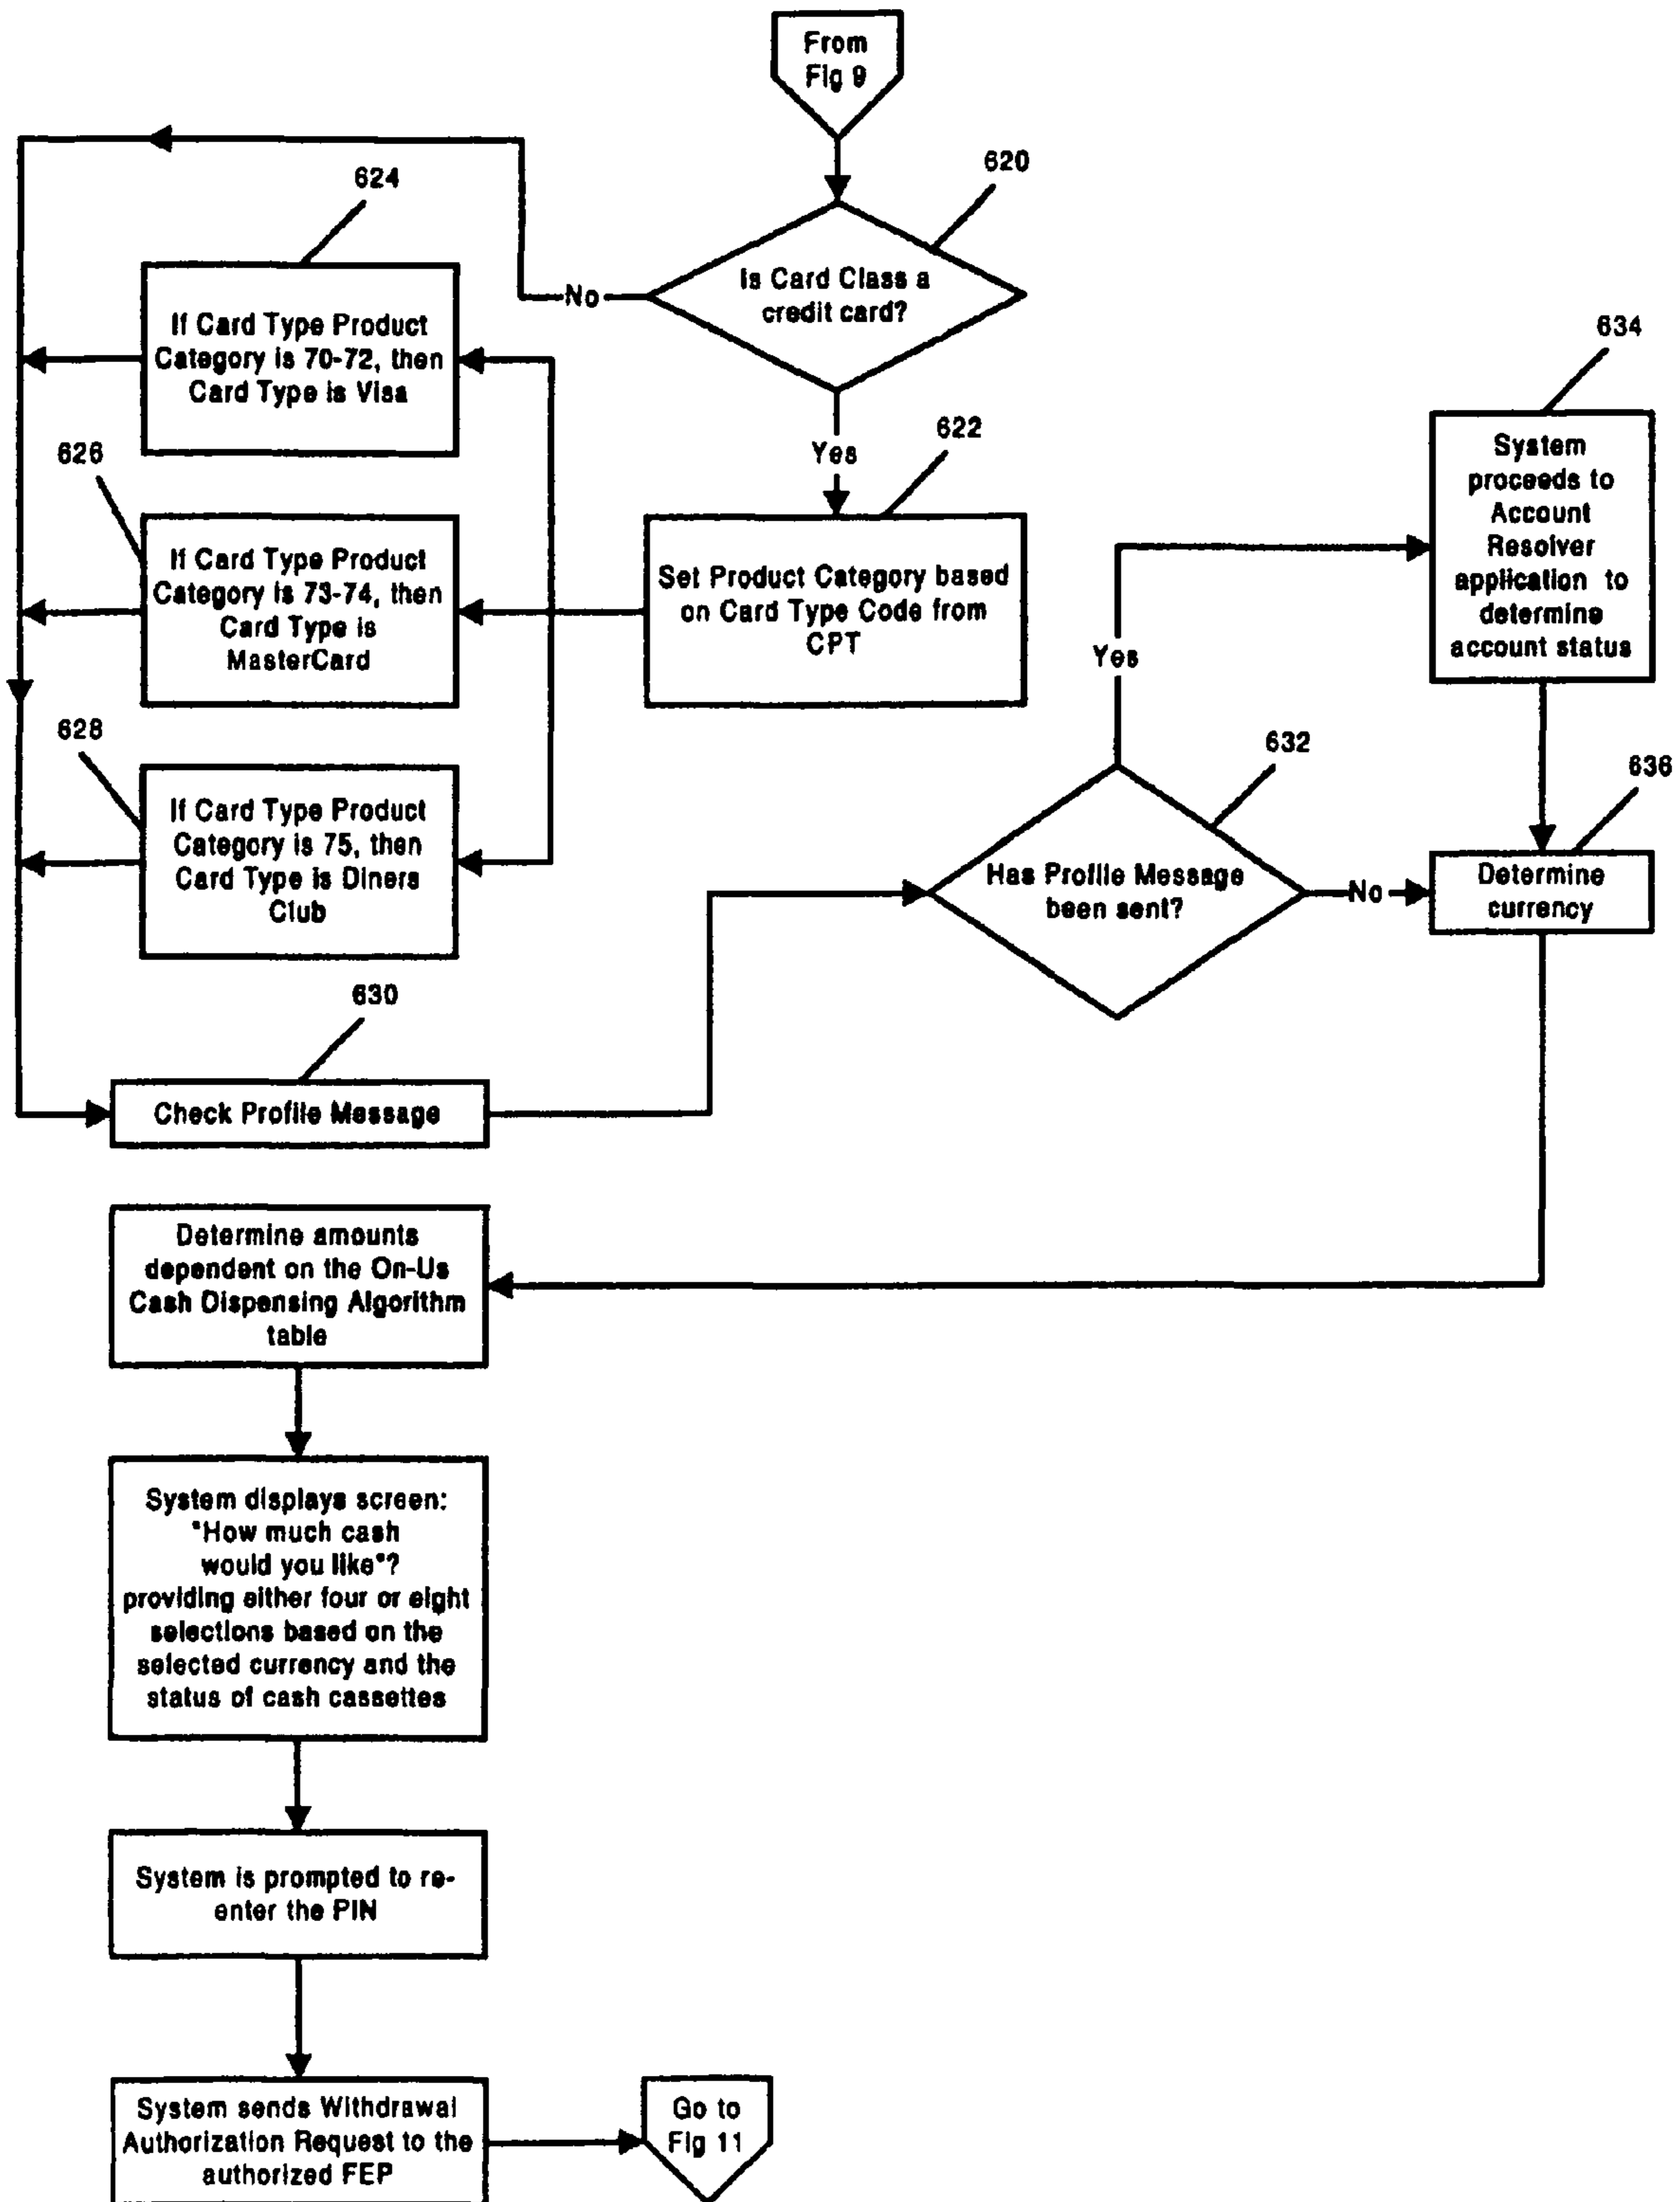 From
Fig 9
620
Is Card Class a
credit card?
No
Yes
622
Set Product Category based
on Card Type Code from
CPT
624
If Card Type Product
Category is 70-72, then
Card Type is Visa
626
If Card Type Product
Category is 73-74, then
Card Type is
MasterCard
628
If Card Type Product
Category is 75, then
Card Type is Diners
Club
630
Check Profile Message
632
Has Profile Message
been sent?
Yes
No
634
System
proceeds to
Account
Resolver
application to
determine
account status
636
Determine
currency
Determine amounts
dependent on the On-Us
Cash Dispensing Algorithm
table
System displays screen:
"How much cash
would you like"?
providing either four or eight
selections based on the
selected currency and the
status of cash cassettes
System is prompted to re-
enter the PIN
System sends Withdrawal
Authorization Request to the
authorized FEP
Go to
Fig 11